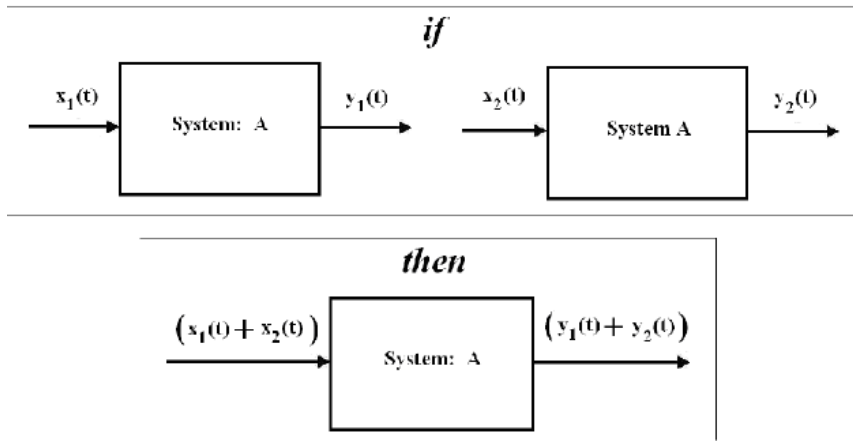 if
x₁(t)
System: A
y₁(t)
x₂(t)
System A
y₂(t)
then
(x₁(t) + x₂(t))
System: A
(y₁(t) + y₂(t))